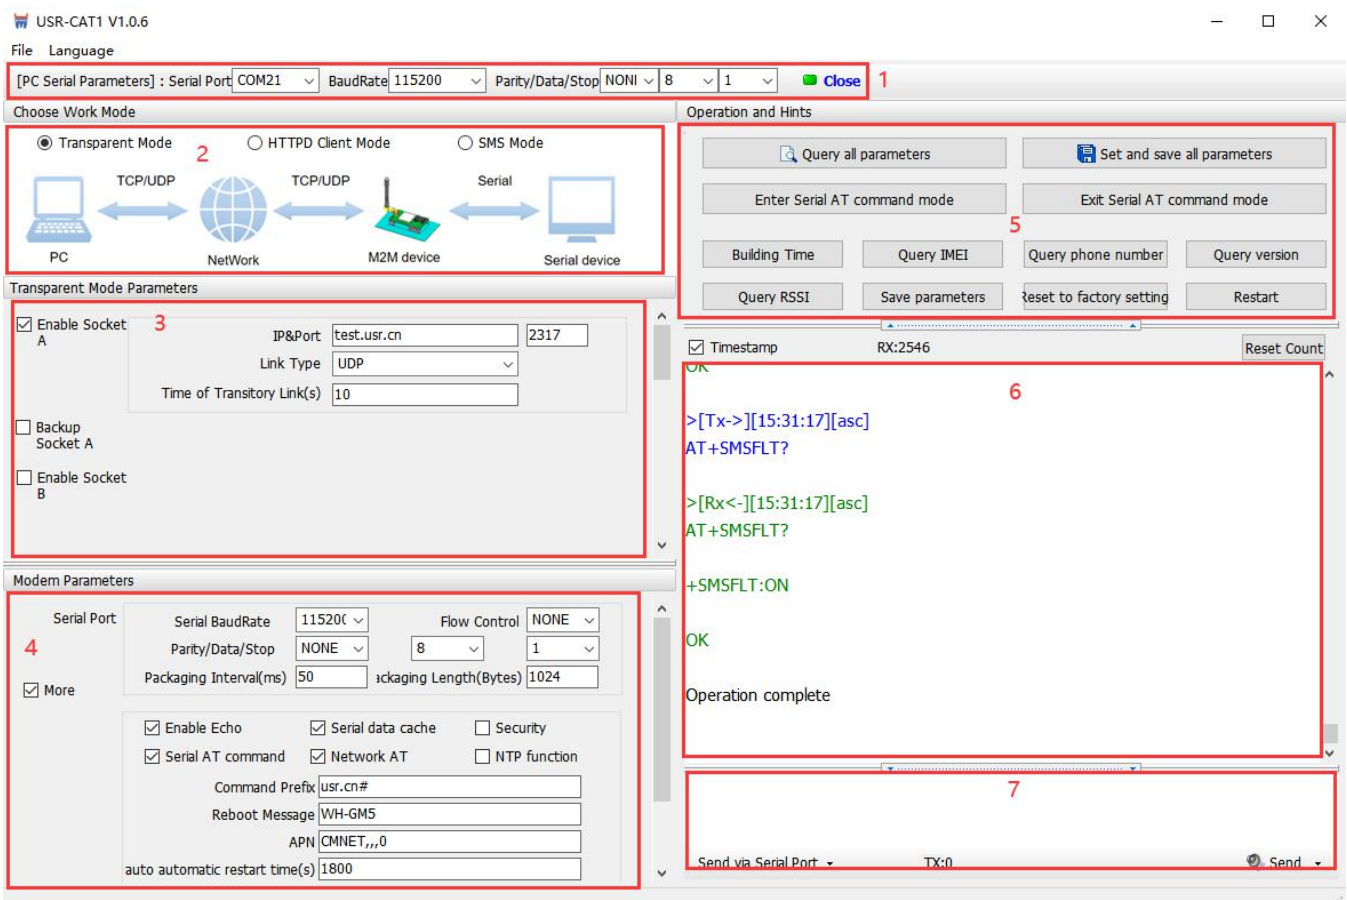 USR-CAT1 V1.0.6
File Language
[PC Serial Parameters] : Serial Port COM21 BaudRate 115200 Parity/Data/Stop NONI 8 1 Close 1
Choose Work Mode
Transparent Mode HTTPD Client Mode SMS Mode
2
TCP/UDP TCP/UDP Serial
PC NetWork M2M device Serial device
Transparent Mode Parameters
3
Enable Socket A
IP&Port test.usr.cn 2317
Link Type UDP
Time of Transitory Link(s) 10
Backup
Socket A
Enable Socket
B
Modem Parameters
Serial Port Serial BaudRate 11520( Flow Control NONE
4 Parity/Data/Stop NONE 8 1
Packaging Interval(ms) 50 ackaging Length(Bytes) 1024
More
Enable Echo Serial data cache Security
Serial AT command Network AT NTP function
Command Prefix usr.cn#
Reboot Message WH-GM5
APN CMNET,,,0
auto automatic restart time(s) 1800
Operation and Hints
Query all parameters Set and save all parameters
Enter Serial AT command mode Exit Serial AT command mode
5
Building Time Query IMEI Query phone number Query version
Query RSSI Save parameters Reset to factory setting Restart
Timestamp RX:2546 Reset Count
OK
6
>[Tx->][15:31:17][asc]
AT+SMSFLT?
>[Rx<-][15:31:17][asc]
AT+SMSFLT?
+SMSFLT:ON
OK
Operation complete
7
Send via Serial Port TX:0 Send